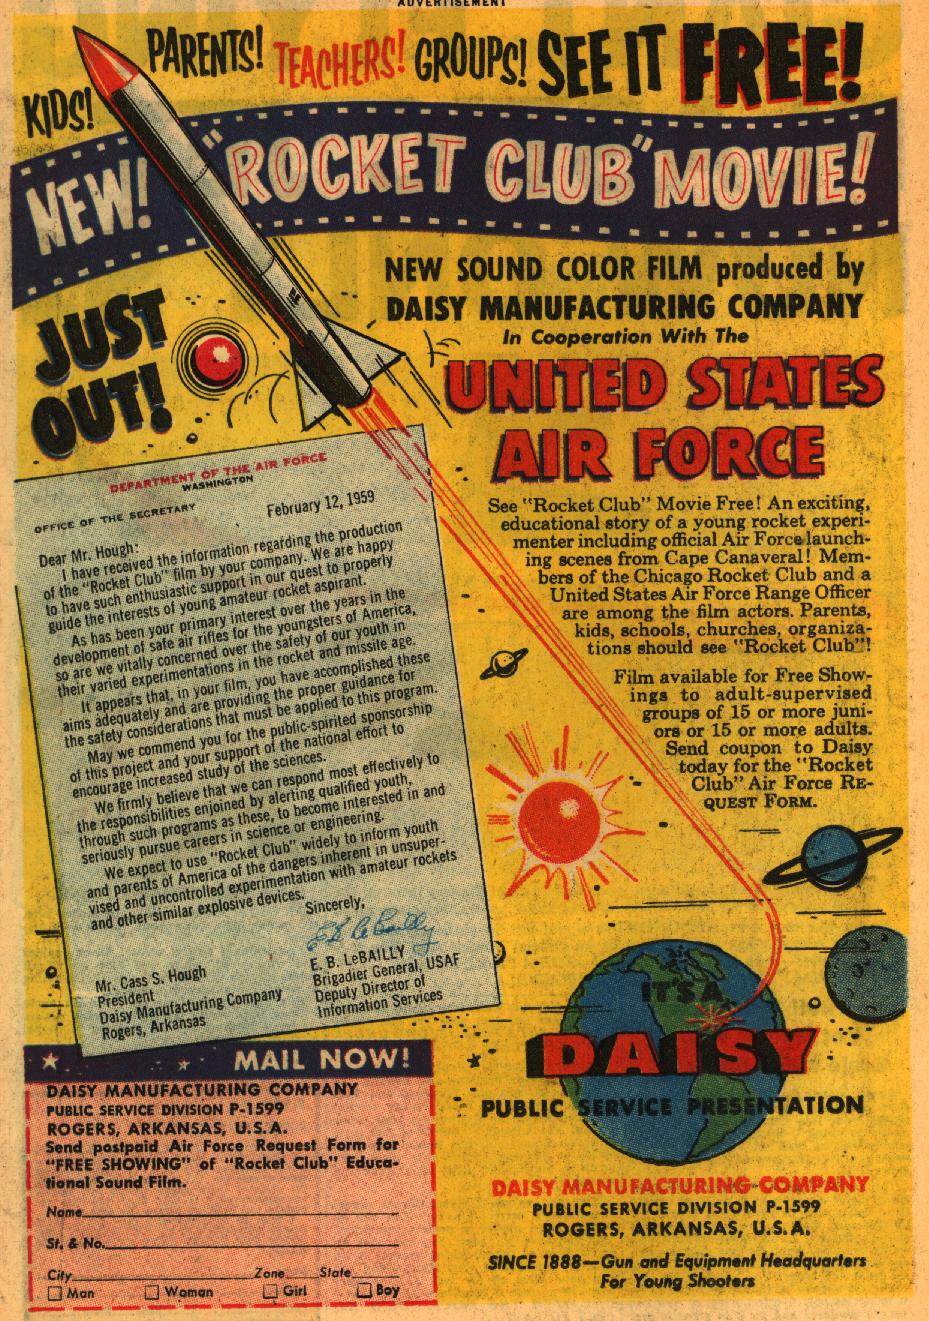 ADVERTISEMENT
KIDS! PARENTS! TEACHERS! GROUPS! SEE IT FREE!
NEW! "ROCKET CLUB" MOVIE!
JUST
OUT!
NEW SOUND COLOR FILM produced by
DAISY MANUFACTURING COMPANY
In Cooperation With The
UNITED STATES
AIR FORCE
See "Rocket Club" Movie Free! An exciting,
educational story of a young rocket experi-
menter including official Air Force launch-
ing scenes from Cape Canaveral! Mem-
bers of the Chicago Rocket Club and a
United States Air Force Range Officer
are among the film actors. Parents,
kids, schools, churches, organiza-
tions should see "Rocket Club"!
Film available for Free Show-
ings to adult-supervised
groups of 15 or more juni-
ors or 15 or more adults.
Send coupon to Daisy
today for the "Rocket
Club" Air Force RE-
QUEST FORM.
DEPARTMENT OF THE AIR FORCE
WASHINGTON
OFFICE OF THE SECRETARY
February 12, 1959
Dear Mr. Hough:
I have received the information regarding the production
of the "Rocket Club" film by your company. We are happy
to have such enthusiastic support in our quest to properly
guide the interests of young amateur rocket aspirant.
As has been your primary interest over the years in the
development of safe air rifles for the youngsters of America,
so are we vitally concerned over the safety of our youth in
their varied experimentations in the rocket and missile age.
It appears that, in your film, you have accomplished these
aims adequately and are providing the proper guidance for
the safety considerations that must be applied to this program.
May we commend you for the public-spirited sponsorship
of this project and your support of the national effort to
encourage increased study of the sciences.
We firmly believe that we can respond most effectively to
the responsibilities enjoined by alerting qualified youth,
through such programs as these, to become interested in and
seriously pursue careers in science or engineering.
We expect to use "Rocket Club" widely to inform youth
and parents of America of the dangers inherent in unsuper-
vised and uncontrolled experimentation with amateur rockets
and other similar explosive devices.
Sincerely,
E. B. LeBailly
E. B. LeBAILLY
Brigadier General, USAF
Deputy Director of
Information Services
Mr. Cass S. Hough
President
Daisy Manufacturing Company
Rogers, Arkansas
IT'S A
DAISY
PUBLIC SERVICE PRESENTATION
DAISY MANUFACTURING COMPANY
PUBLIC SERVICE DIVISION P-1599
ROGERS, ARKANSAS, U.S.A.
SINCE 1888—Gun and Equipment Headquarters
For Young Shooters
MAIL NOW!
DAISY MANUFACTURING COMPANY
PUBLIC SERVICE DIVISION P-1599
ROGERS, ARKANSAS, U.S.A.
Send postpaid Air Force Request Form for
"FREE SHOWING" of "Rocket Club" Educa-
tional Sound Film.
Name
St. & No.
City Zone State
Man Woman Girl Boy